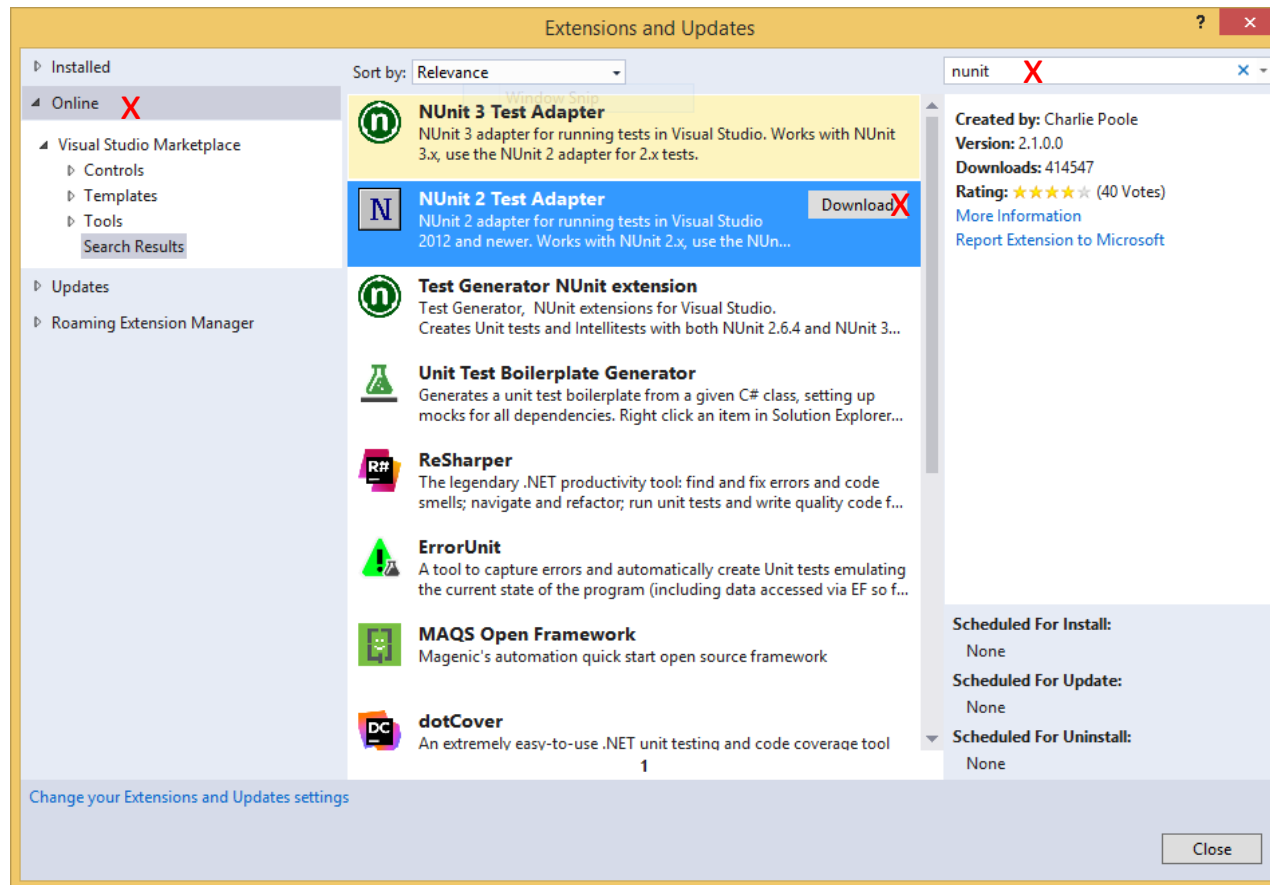 Extensions and Updates
?
Installed
Online X
Visual Studio Marketplace
Controls
Templates
Tools
Search Results
Updates
Roaming Extension Manager
Sort by: Relevance
Window Snip
NUnit 3 Test Adapter
NUnit 3 adapter for running tests in Visual Studio. Works with NUnit
3.x, use the NUnit 2 adapter for 2.x tests.
N
NUnit 2 Test Adapter
NUnit 2 adapter for running tests in Visual Studio
2012 and newer. Works with NUnit 2.x, use the NUn...
Download X
n
Test Generator NUnit extension
Test Generator, NUnit extensions for Visual Studio.
Creates Unit tests and Intellitests with both NUnit 2.6.4 and NUnit 3...
Unit Test Boilerplate Generator
Generates a unit test boilerplate from a given C# class, setting up
mocks for all dependencies. Right click an item in Solution Explorer...
R#
ReSharper
The legendary .NET productivity tool: find and fix errors and code
smells; navigate and refactor; run unit tests and write quality code f...
ErrorUnit
A tool to capture errors and automatically create Unit tests emulating
the current state of the program (including data accessed via EF so f...
MAQS Open Framework
Magenic's automation quick start open source framework
DC
dotCover
An extremely easy-to-use .NET unit testing and code coverage tool
1
nunit X
Created by: Charlie Poole
Version: 2.1.0.0
Downloads: 414547
Rating: (40 Votes)
More Information
Report Extension to Microsoft
Scheduled For Install:
None
Scheduled For Update:
None
Scheduled For Uninstall:
None
Change your Extensions and Updates settings
Close